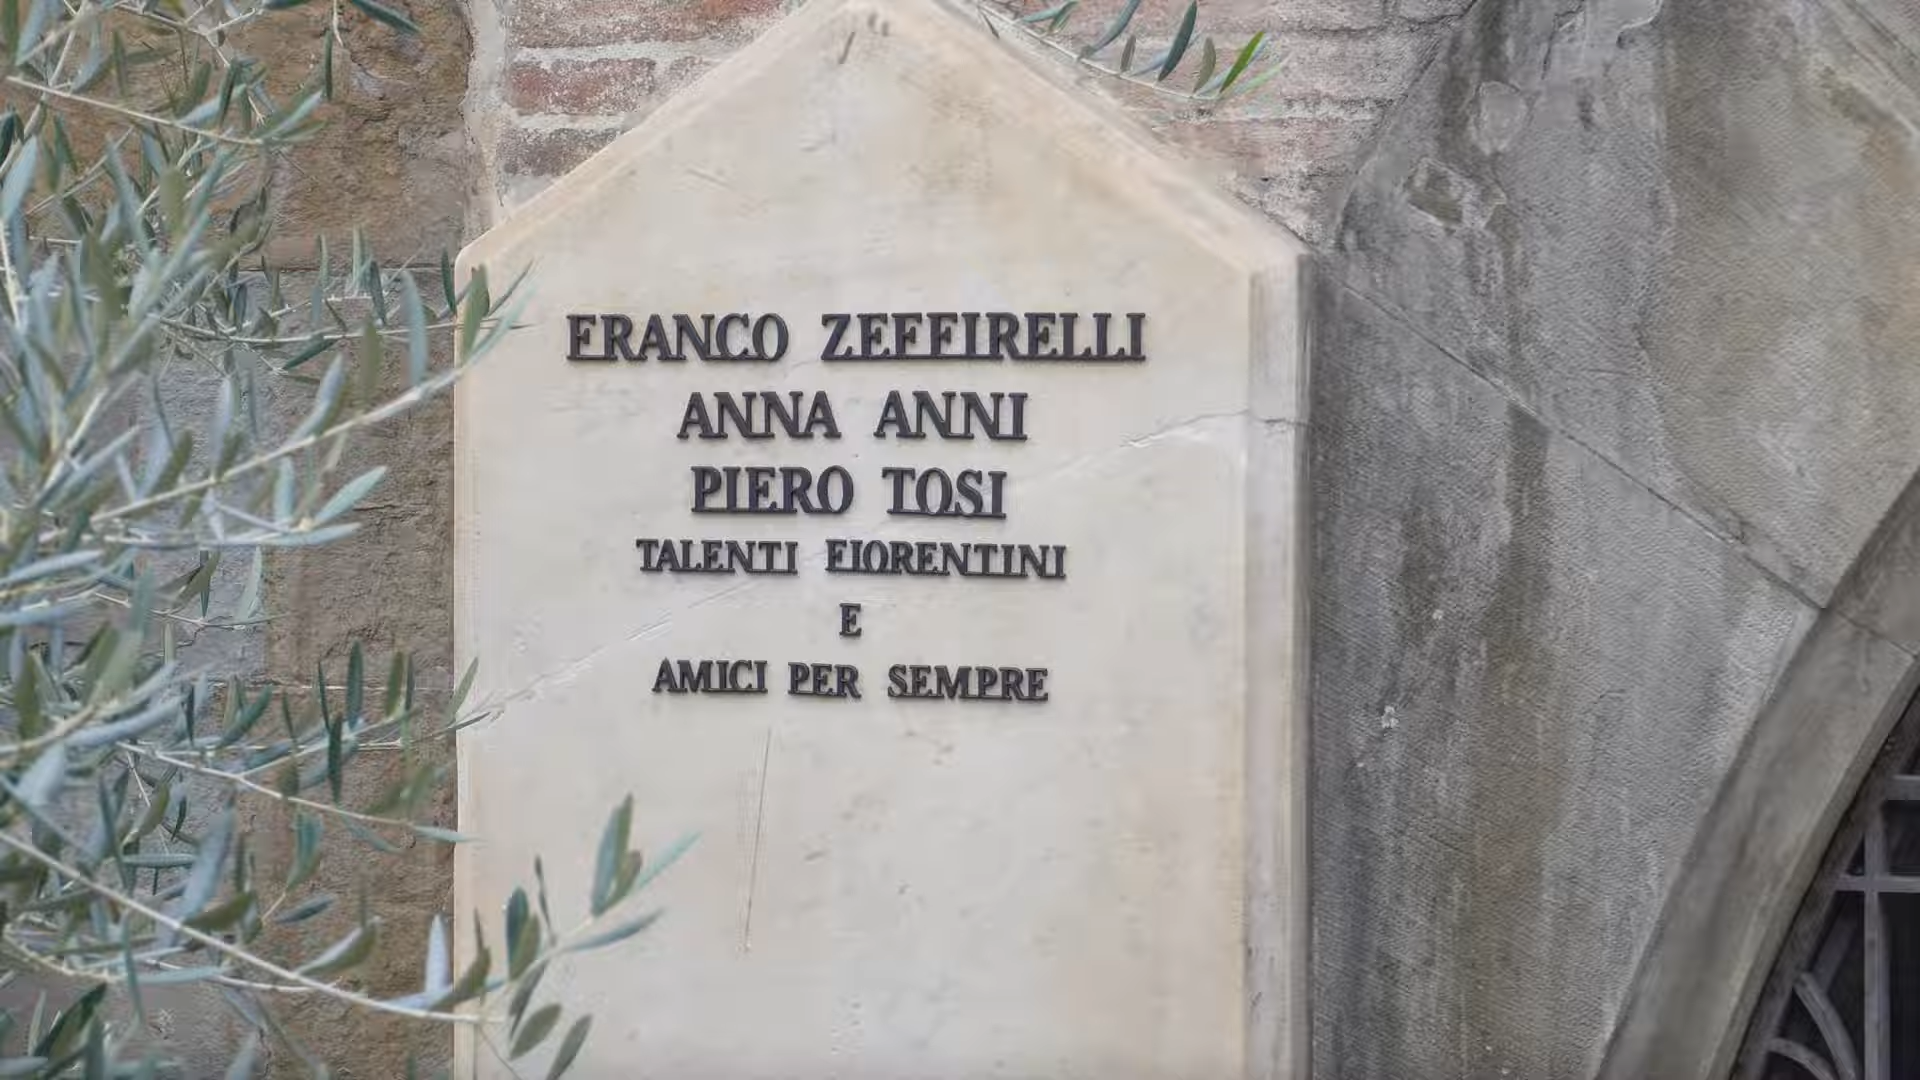 FRANCO ZEFFIRELLI
ANNA ANNI
PIERO TOSI
TALENTI FIORENTINI
E
AMICI PER SEMPRE